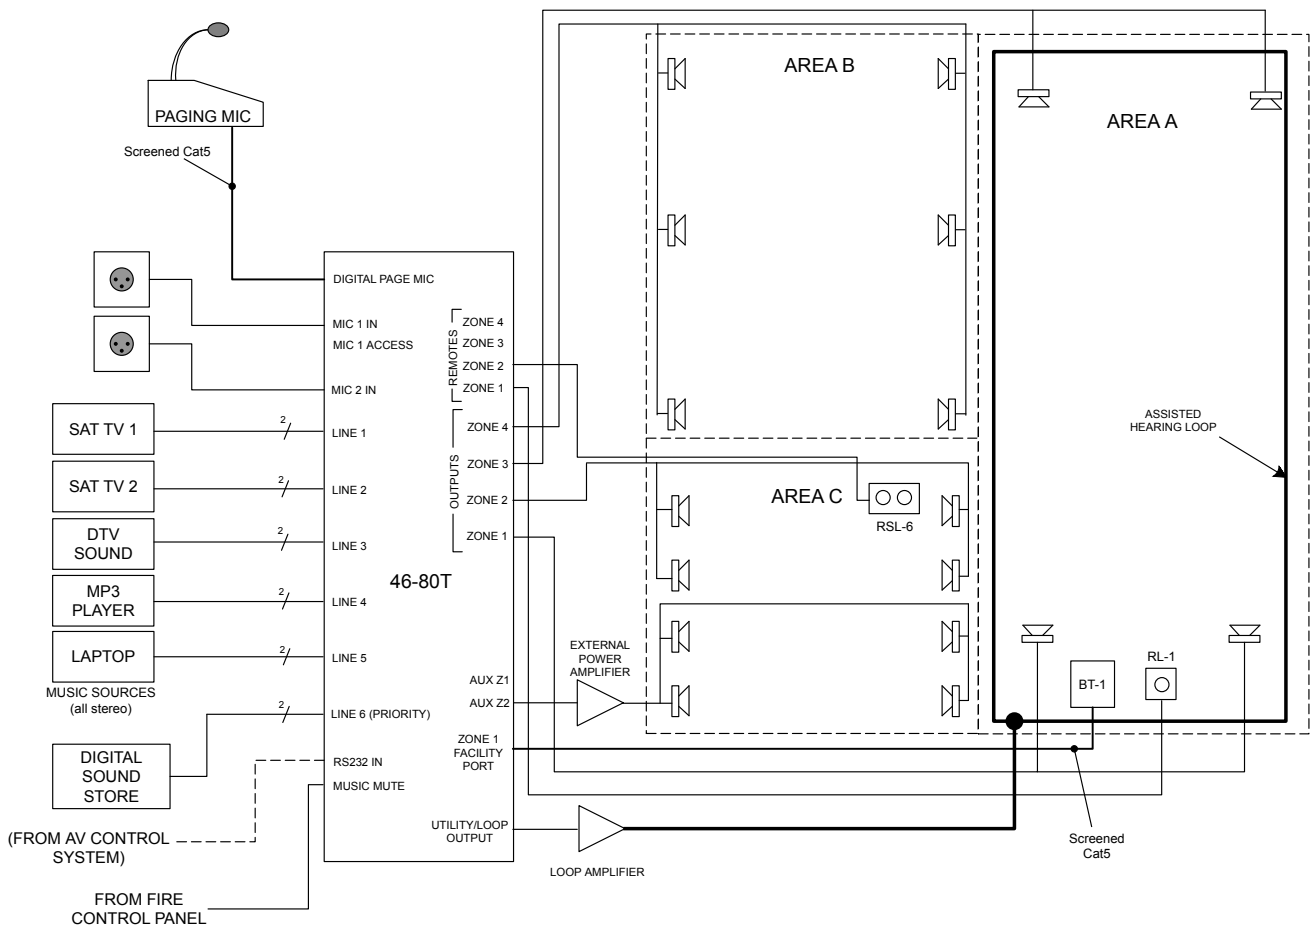 PAGING MIC
Screened Cat5
AREA B
AREA A
AREA C
ASSISTED
HEARING LOOP
RSL-6
RL-1
BT-1
DIGITAL PAGE MIC
MIC 1 IN
MIC 1 ACCESS
MIC 2 IN
LINE 1
LINE 2
LINE 3
LINE 4
LINE 5
LINE 6 (PRIORITY)
RS232 IN
MUSIC MUTE
REMOTES
ZONE 4
ZONE 3
ZONE 2
ZONE 1
OUTPUTS
ZONE 4
ZONE 3
ZONE 2
ZONE 1
46-80T
AUX Z1
AUX Z2
ZONE 1
FACILITY
PORT
UTILITY/LOOP
OUTPUT
SAT TV 1
2
SAT TV 2
2
DTV
SOUND
2
MP3
PLAYER
2
LAPTOP
2
MUSIC SOURCES
(all stereo)
2
DIGITAL
SOUND
STORE
(FROM AV CONTROL
SYSTEM)
FROM FIRE
CONTROL PANEL
EXTERNAL
POWER
AMPLIFIER
LOOP AMPLIFIER
Screened
Cat5